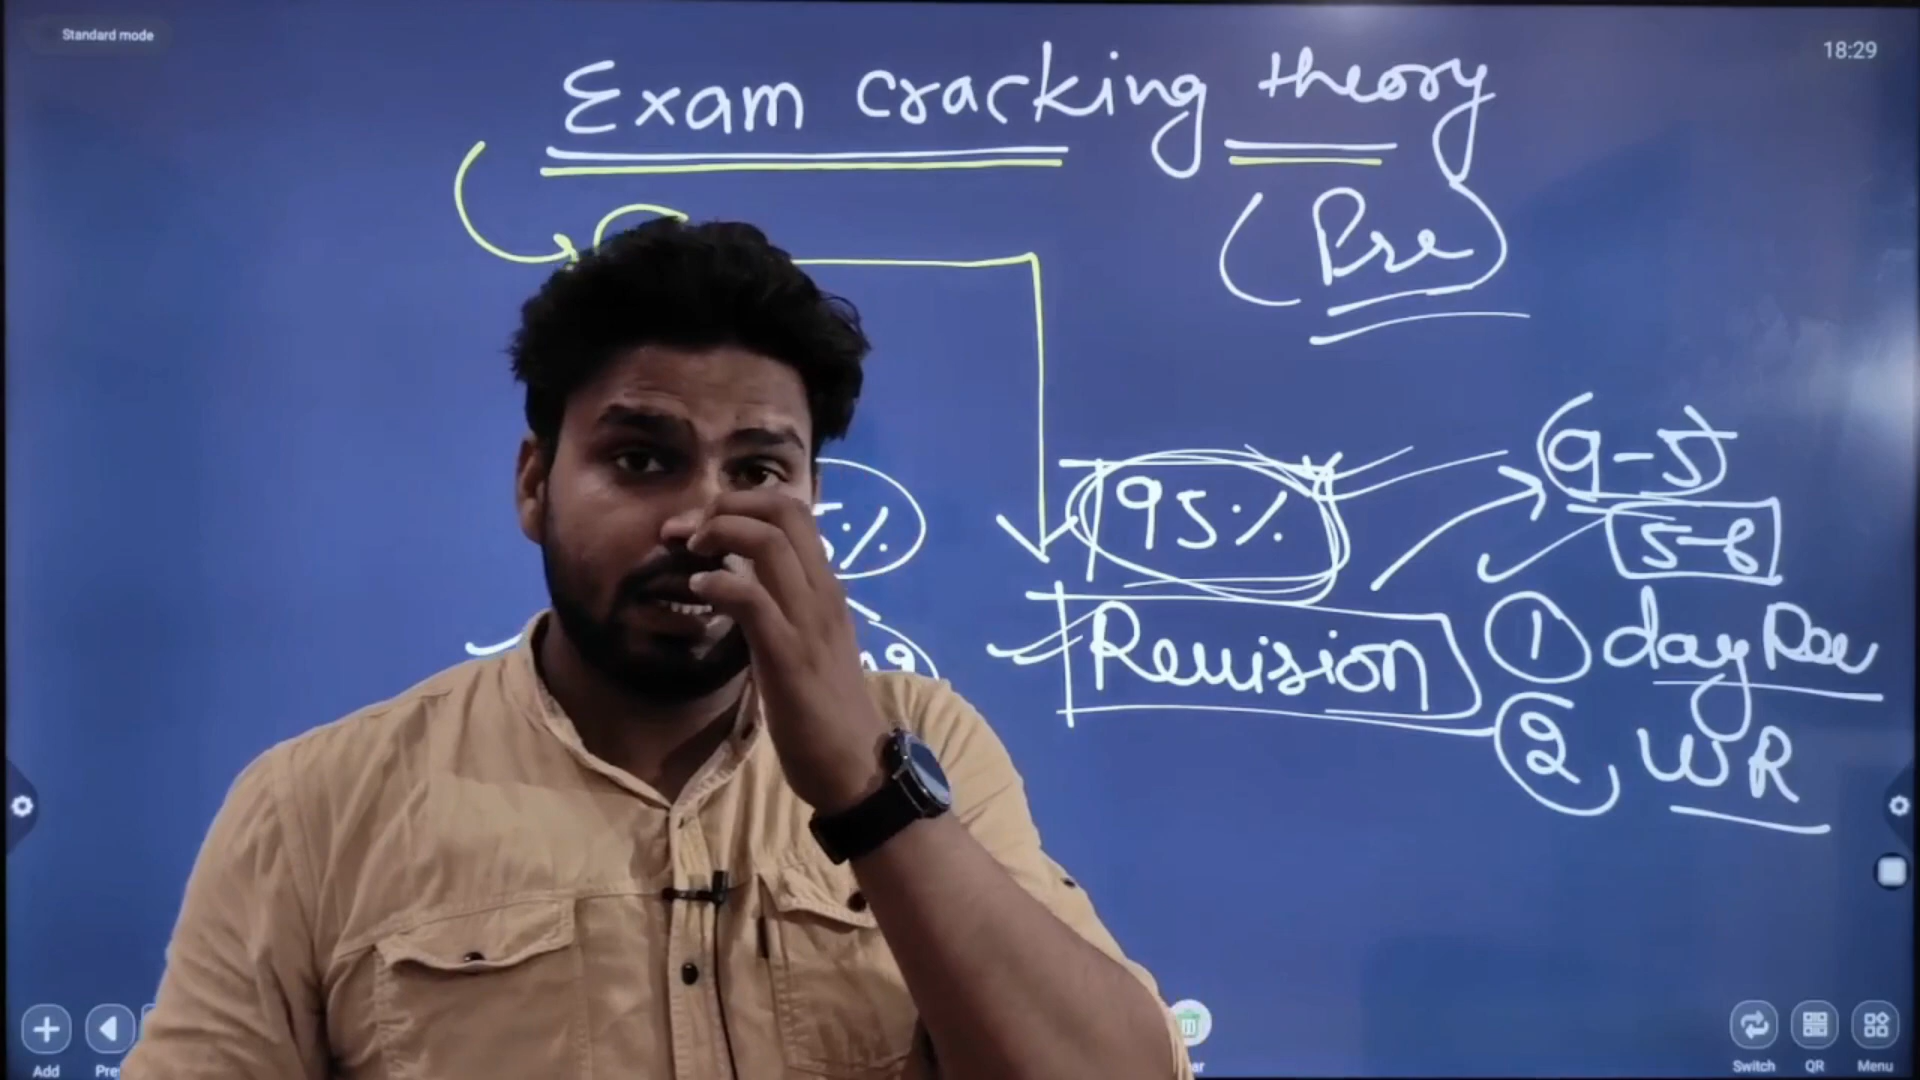 Standard mode
18:29
Exam cracking theory
(Pre)
95%
(9-5)
5-8
Revision
① day Rev
② WR
Add
Switch
QR
Menu